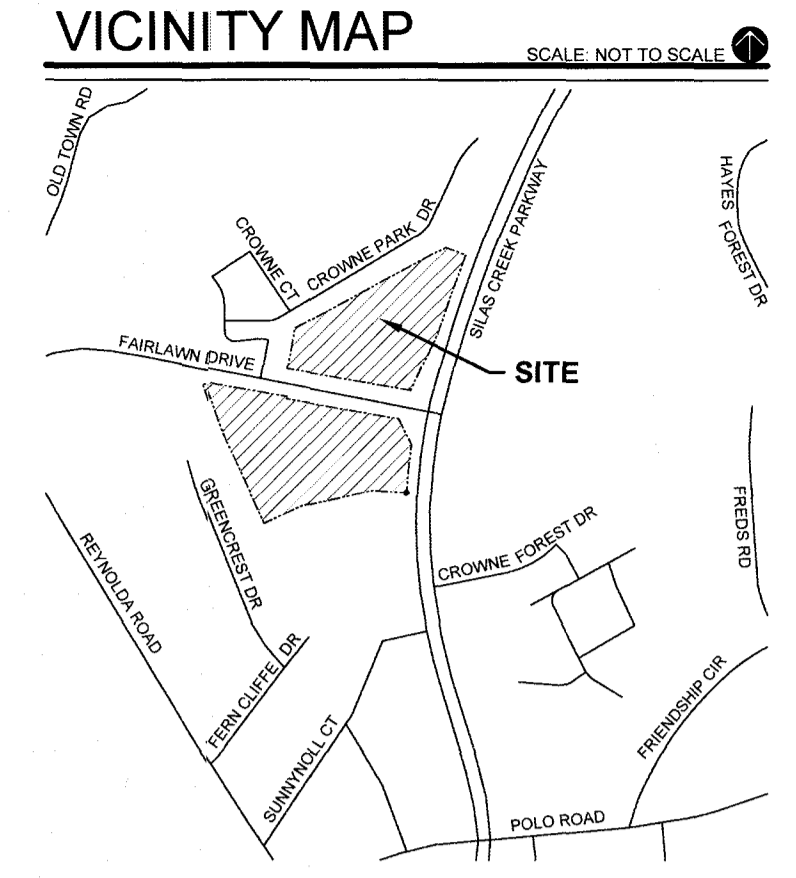 VICINITY MAP
SCALE: NOT TO SCALE
OLD TOWN RD
HAYES FOREST DR
SILAS CREEK PARKWAY
CROWNE PARK DR
CROWNE CT
FAIRLAWN DRIVE
SITE
GREENCREST DR
REYNOLDA ROAD
FREDS RD
CROWNE FOREST DR
FERN CLIFFE DR
SUNNYNOLL CT
FRIENDSHIP CIR
POLO ROAD